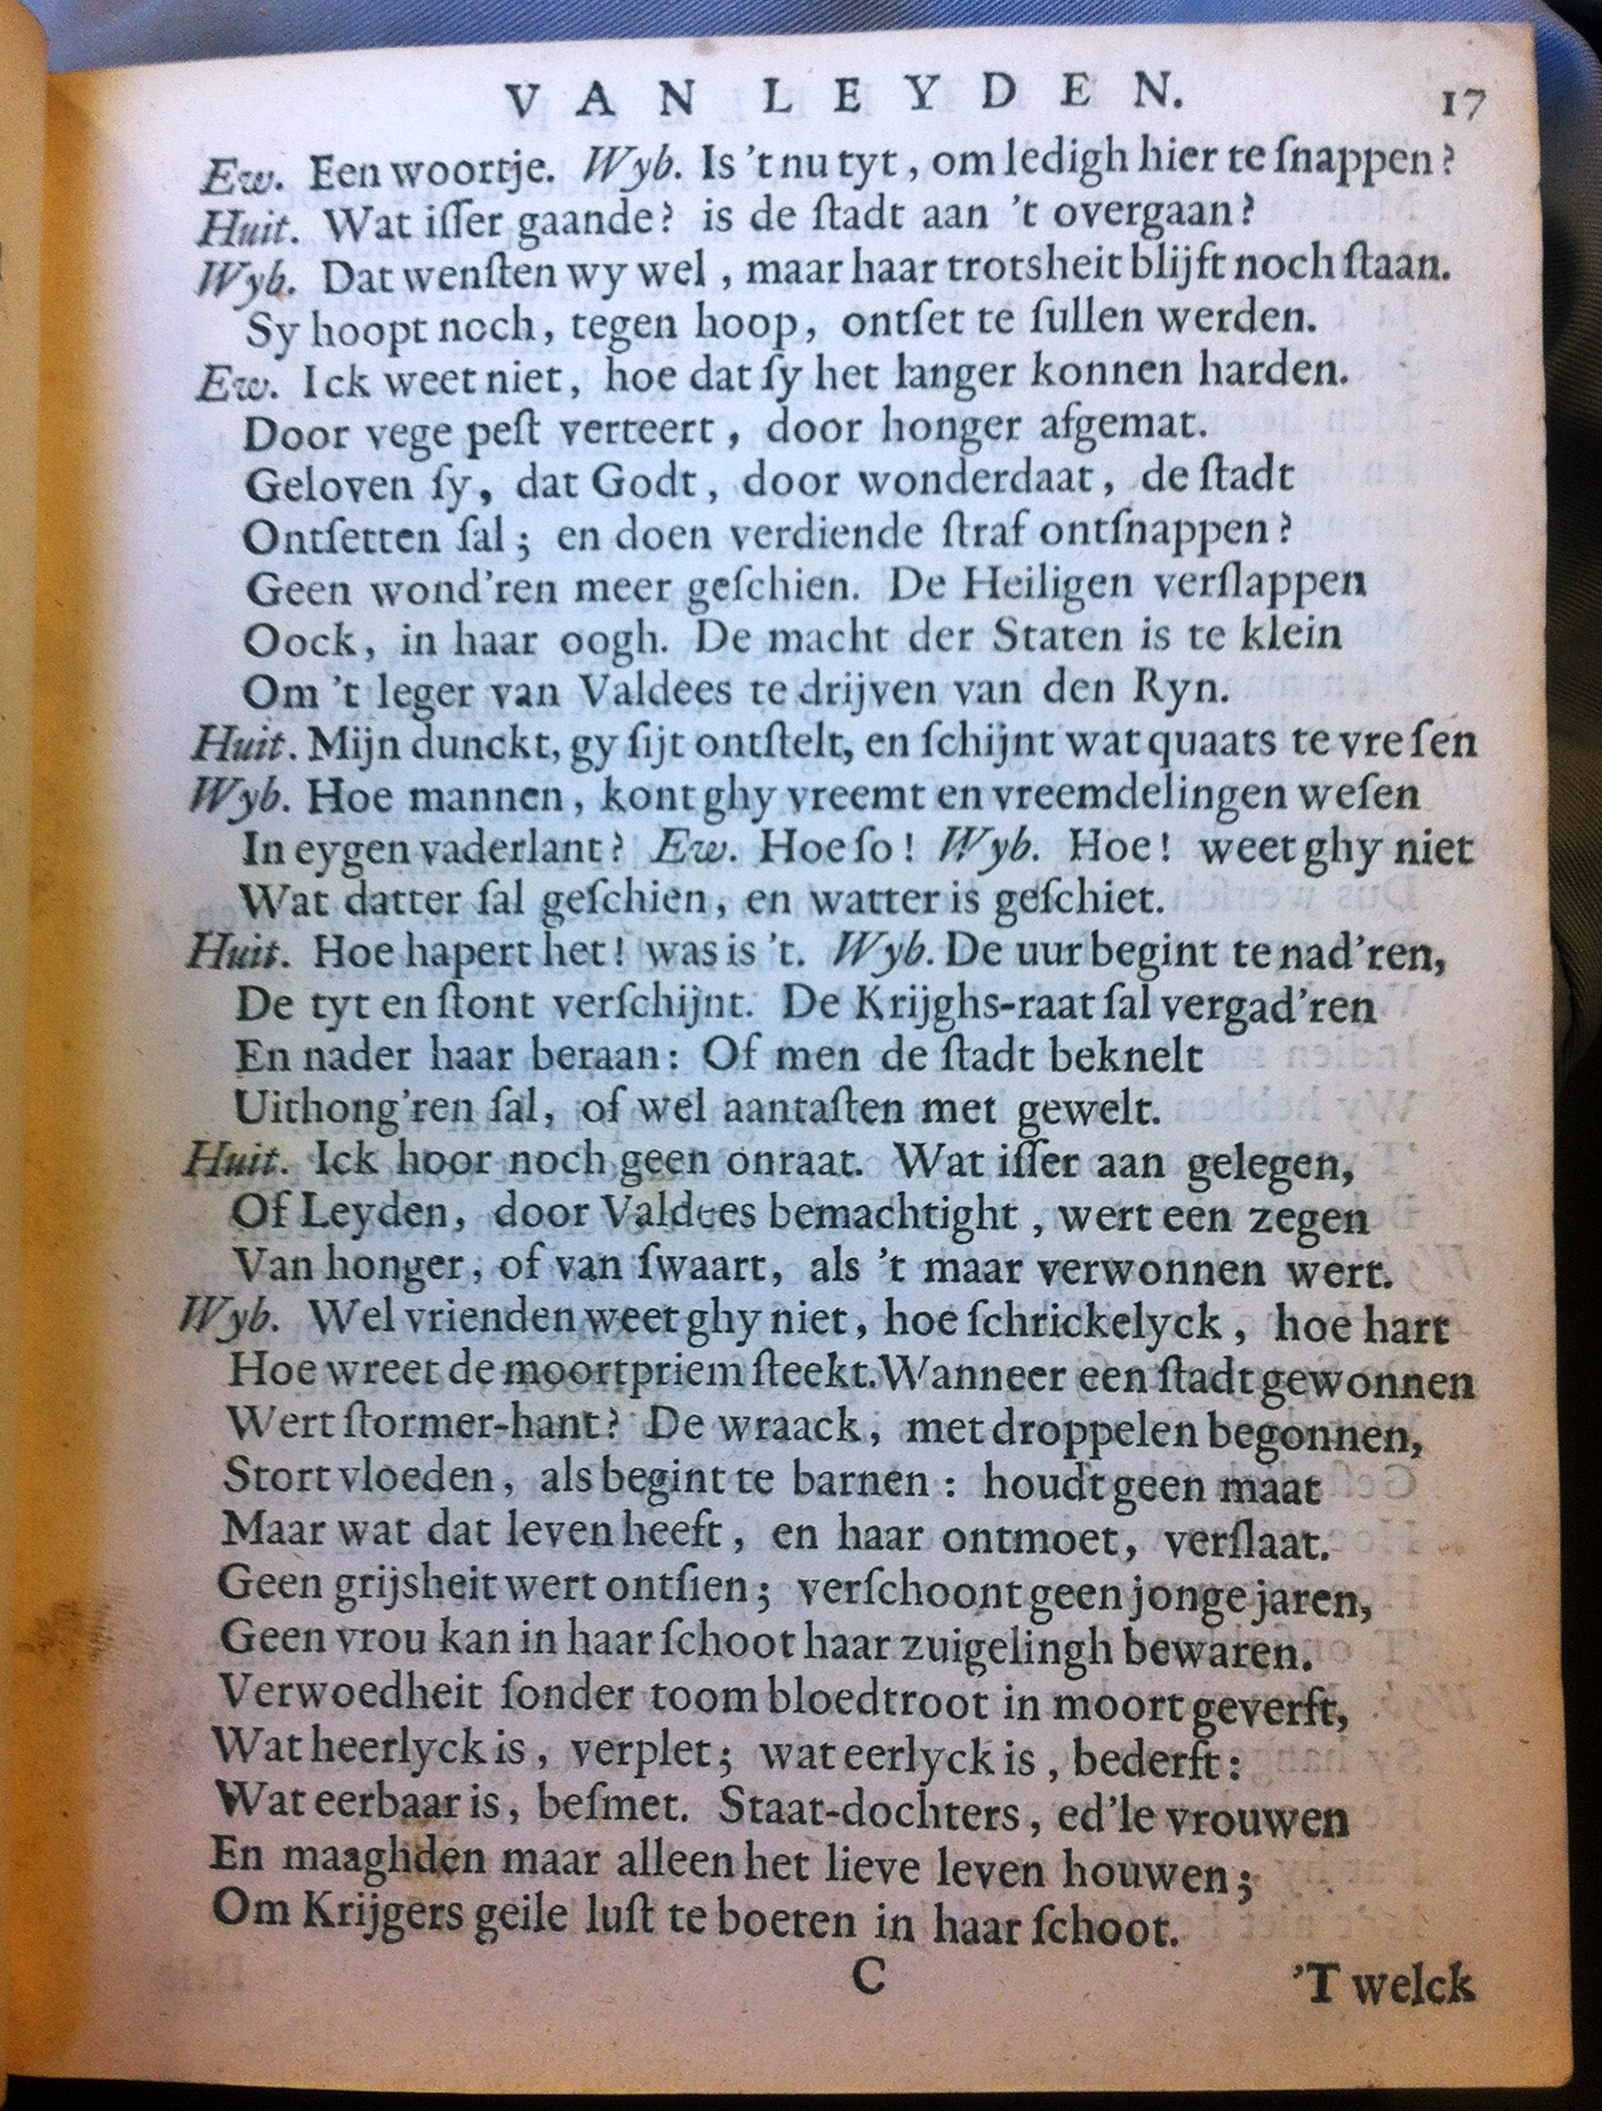 VAN LEYDEN. 17
Ew. Een woortje. Wyb. Is 't nu tyt, om ledigh hier te ſnappen?
Huit. Wat iſſer gaande? is de ſtadt aan 't overgaan?
Wyb. Dat wenſten wy wel, maar haar trotsheit blijft noch ſtaan.
Sy hoopt noch, tegen hoop, ontſet te ſullen werden.
Ew. Ick weet niet, hoe dat ſy het langer konnen harden.
Door vege peſt verteert, door honger afgemat.
Geloven ſy, dat Godt, door wonderdaat, de ſtadt
Ontſetten ſal; en doen verdiende ſtraf ontſnappen?
Geen wond'ren meer geſchien. De Heiligen verſlappen
Oock, in haar oogh. De macht der Staten is te klein
Om 't leger van Valdees te drijven van den Ryn.
Huit. Mijn dunckt, gy ſijt ontſtelt, en ſchijnt wat quaats te vreſen
Wyb. Hoe mannen, kont ghy vreemt en vreemdelingen weſen
In eygen vaderlant? Ew. Hoe ſo! Wyb. Hoe! weet ghy niet
Wat datter ſal geſchien, en watter is geſchiet.
Huit. Hoe hapert het! was is 't. Wyb. De uur begint te nad'ren,
De tyt en ſtont verſchijnt. De Krijghs-raat ſal vergad'ren
En nader haar beraan: Of men de ſtadt beknelt
Uithong'ren ſal, of wel aantaſten met gewelt.
Huit. Ick hoor noch geen onraat. Wat iſſer aan gelegen,
Of Leyden, door Valdees bemachtight, wert een zegen
Van honger, of van ſwaart, als 't maar verwonnen wert.
Wyb. Wel vrienden weet ghy niet, hoe ſchrickelyck, hoe hart
Hoe wreet de moortpriem ſteekt. Wanneer een ſtadt gewonnen
Wert ſtormer-hant? De wraack, met droppelen begonnen,
Stort vloeden, als begint te barnen: houdt geen maat
Maar wat dat leven heeft, en haar ontmoet, verſlaat.
Geen grijsheit wert ontſien; verſchoont geen jonge jaren,
Geen vrou kan in haar ſchoot haar zuigelingh bewaren.
Verwoedheit ſonder toom bloedtroot in moort geverft,
Wat heerlyck is, verplet; wat eerlyck is, bederft:
Wat eerbaar is, beſmet. Staat-dochters, ed'le vrouwen
En maaghden maar alleen het lieve leven houwen;
Om Krijgers geile luſt te boeten in haar ſchoot.
C 'T welck